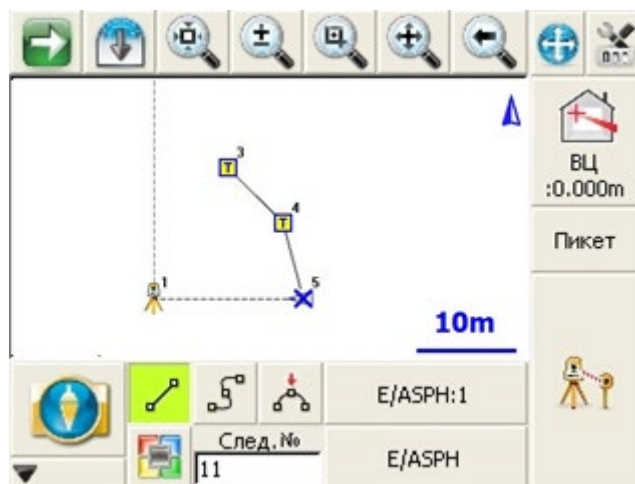 3
T
4
T
1
5
10m
ВЦ
:0.000m
Пикет
E/ASPH:1
След.№
11
E/ASPH